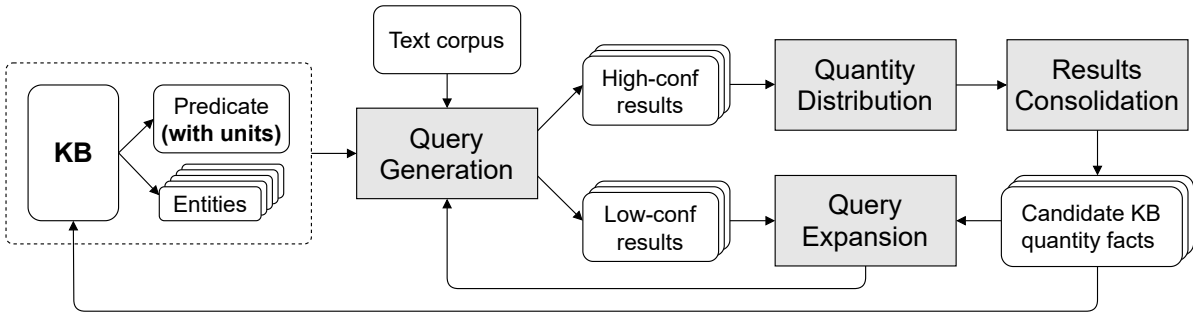 KB
Predicate
(with units)
Entities
Text corpus
Query
Generation
High-conf
results
Low-conf
results
Quantity
Distribution
Results
Consolidation
Query
Expansion
Candidate KB
quantity facts